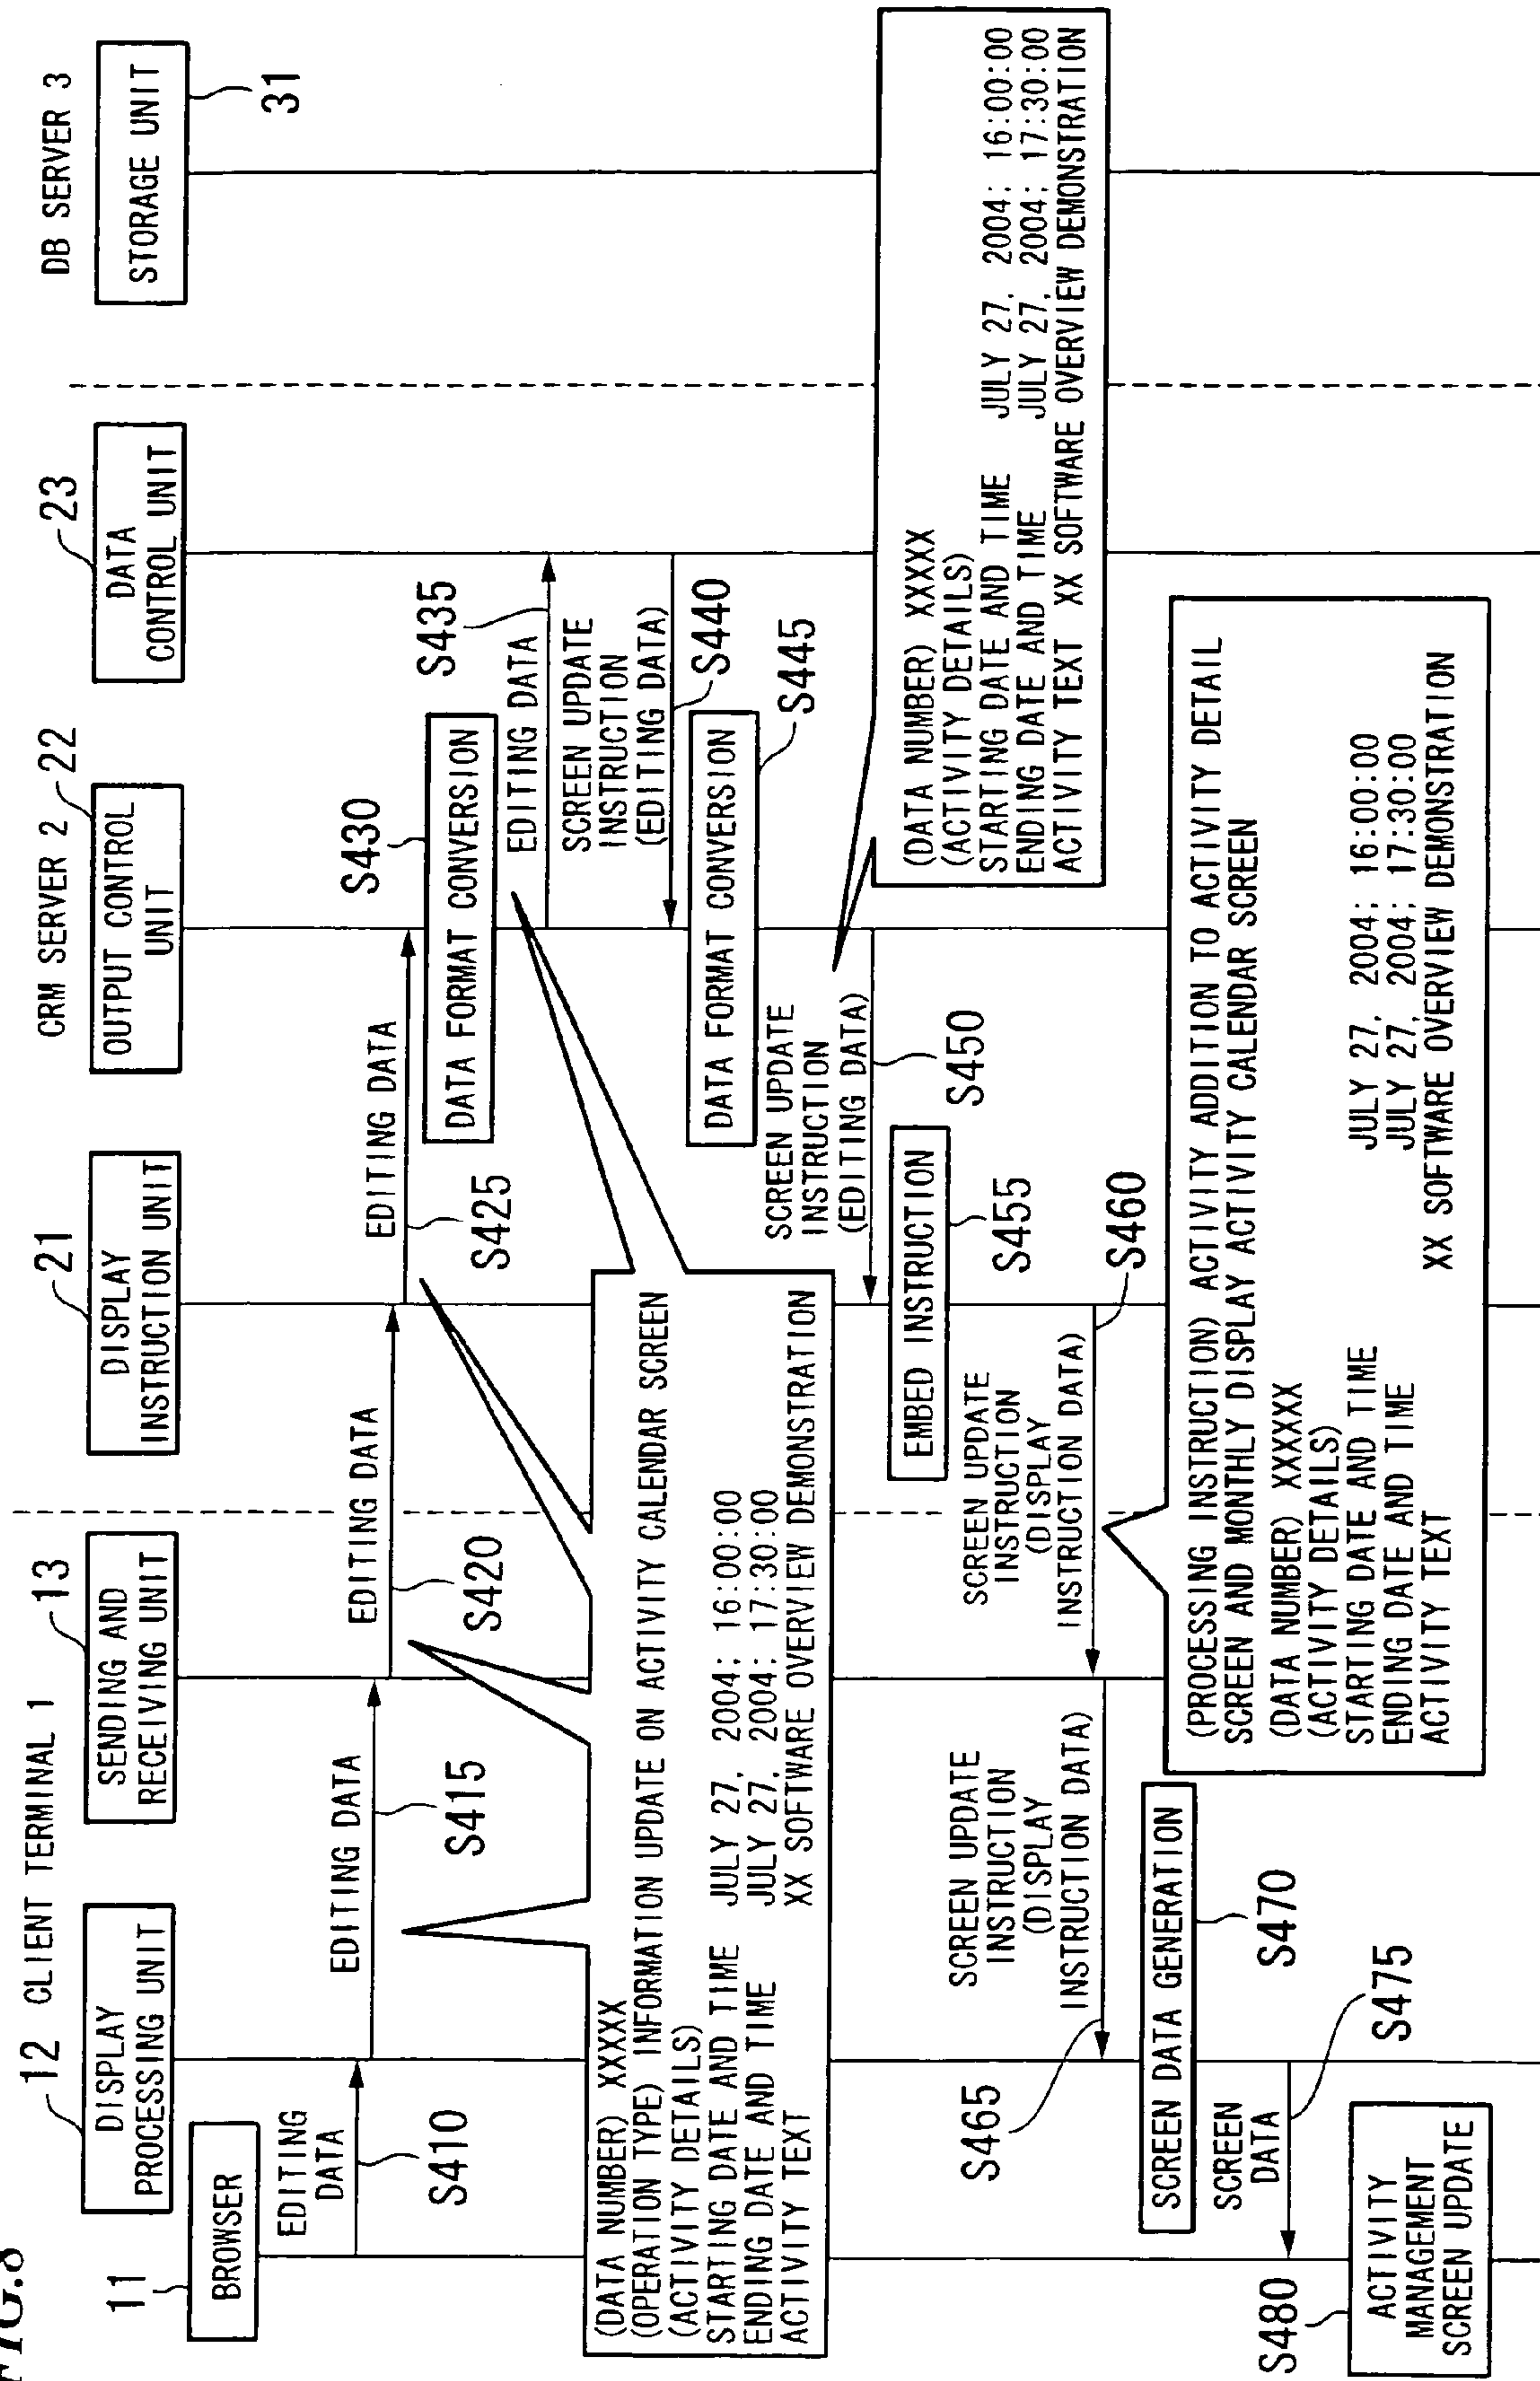 FIG.8
12
CLIENT TERMINAL 1
13
21
CRM SERVER 2
22
23
DB SERVER 3
11
BROWSER
DISPLAY
PROCESSING UNIT
SENDING AND
RECEIVING UNIT
DISPLAY
INSTRUCTION UNIT
OUTPUT CONTROL
UNIT
DATA
CONTROL UNIT
STORAGE UNIT
31
EDITING
DATA
S410
EDITING DATA
S415
EDITING DATA
S420
EDITING DATA
S425
S430
DATA FORMAT CONVERSION
S435
EDITING DATA
SCREEN UPDATE
INSTRUCTION
(EDITING DATA)
S440
DATA FORMAT CONVERSION
S445
(DATA NUMBER) XXXXX
(OPERATION TYPE) INFORMATION UPDATE ON ACTIVITY CALENDAR SCREEN
(ACTIVITY DETAILS)
STARTING DATE AND TIME JULY 27, 2004; 16:00:00
ENDING DATE AND TIME JULY 27, 2004; 17:30:00
ACTIVITY TEXT XX SOFTWARE OVERVIEW DEMONSTRATION
SCREEN UPDATE
INSTRUCTION
(EDITING DATA)
S450
(DATA NUMBER) XXXXX
(ACTIVITY DETAILS)
STARTING DATE AND TIME JULY 27, 2004; 16:00:00
ENDING DATE AND TIME JULY 27, 2004; 17:30:00
ACTIVITY TEXT XX SOFTWARE OVERVIEW DEMONSTRATION
EMBED INSTRUCTION
S455
SCREEN UPDATE
INSTRUCTION
(DISPLAY
INSTRUCTION DATA)
S460
SCREEN UPDATE
INSTRUCTION
(DISPLAY
INSTRUCTION DATA)
S465
(PROCESSING INSTRUCTION) ACTIVITY ADDITION TO ACTIVITY DETAIL
SCREEN AND MONTHLY DISPLAY ACTIVITY CALENDAR SCREEN
(DATA NUMBER) XXXXX
(ACTIVITY DETAILS)
STARTING DATE AND TIME JULY 27, 2004; 16:00:00
ENDING DATE AND TIME JULY 27, 2004; 17:30:00
ACTIVITY TEXT XX SOFTWARE OVERVIEW DEMONSTRATION
SCREEN DATA GENERATION
S470
SCREEN
DATA
S475
S480
ACTIVITY
MANAGEMENT
SCREEN UPDATE